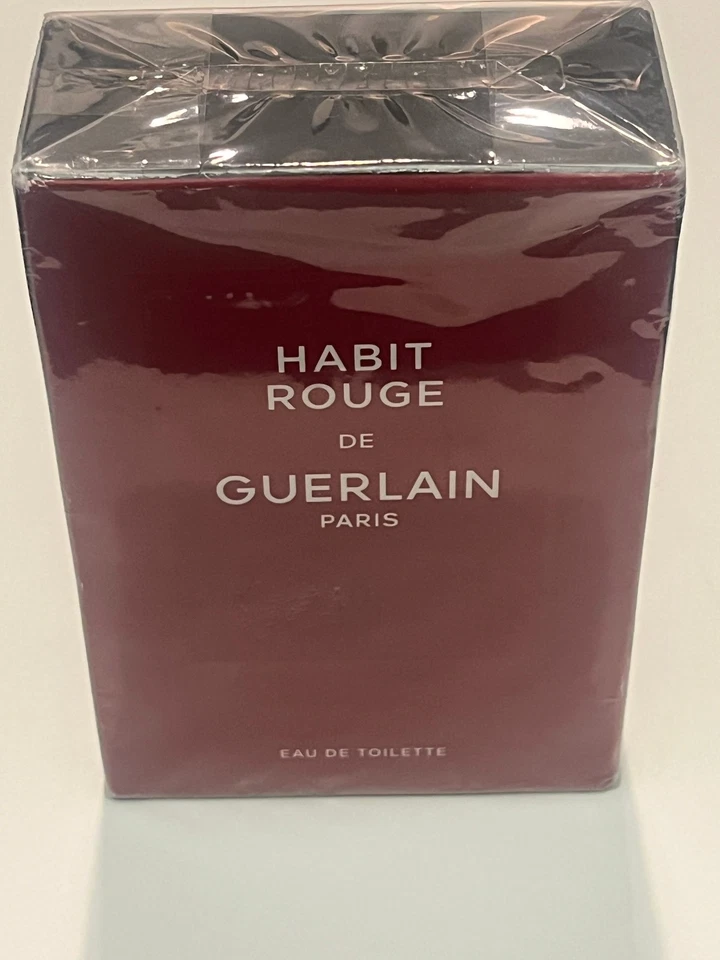 HABIT
ROUGE
DE
GUERLAIN
PARIS
EAU DE TOILETTE